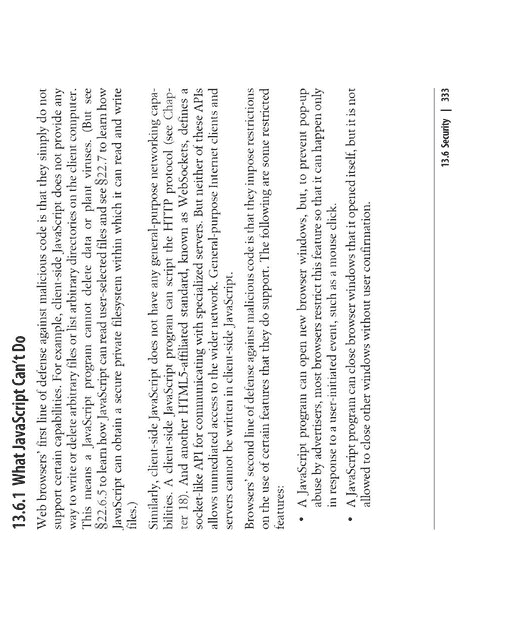 13.6.1 What JavaScript Can't Do
Web browsers' first line of defense against malicious code is that they simply do not
support certain capabilities. For example, client-side JavaScript does not provide any
way to write or delete arbitrary files or list arbitrary directories on the client computer.
This means a JavaScript program cannot delete data or plant viruses. (But see
§22.6.5 to learn how JavaScript can read user-selected files and see §22.7 to learn how
JavaScript can obtain a secure private filesystem within which it can read and write
files.)
Similarly, client-side JavaScript does not have any general-purpose networking capa-
bilities. A client-side JavaScript program can script the HTTP protocol (see Chap-
ter 18). And another HTML5-affiliated standard, known as WebSockets, defines a
socket-like API for communicating with specialized servers. But neither of these APIs
allows unmediated access to the wider network. General-purpose Internet clients and
servers cannot be written in client-side JavaScript.
Browsers' second line of defense against malicious code is that they impose restrictions
on the use of certain features that they do support. The following are some restricted
features:
• A JavaScript program can open new browser windows, but, to prevent pop-up
abuse by advertisers, most browsers restrict this feature so that it can happen only
in response to a user-initiated event, such as a mouse click.
• A JavaScript program can close browser windows that it opened itself, but it is not
allowed to close other windows without user confirmation.
13.6 Security | 333